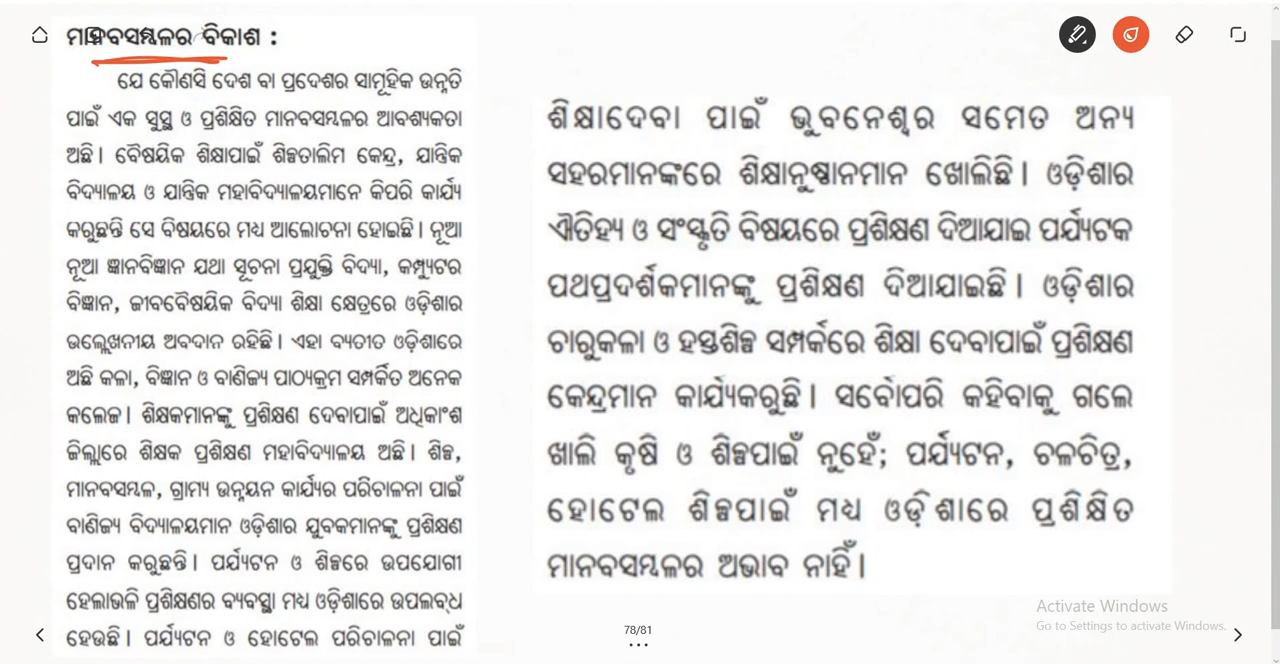 ମାନବସମ୍ବଳର ବିକାଶ :
ଯେ କୌଣସି ଦେଶ ବା ପ୍ରଦେଶର ସାମୂହିକ ଉନ୍ନତି
ପାଇଁ ଏକ ସୁସ୍ଥ ଓ ପ୍ରଶିକ୍ଷିତ ମାନବସମ୍ବଳର ଆବଶ୍ୟକତା
ଅଛି। ବୈଷୟିକ ଶିକ୍ଷାପାଇଁ ଶିଳ୍ପତାଲିମ କେନ୍ଦ୍ର, ଯାନ୍ତ୍ରିକ
ବିଦ୍ୟାଳୟ ଓ ଯାନ୍ତ୍ରିକ ମହାବିଦ୍ୟାଳୟମାନେ କିପରି କାର୍ଯ୍ୟ
କରୁଛନ୍ତି ସେ ବିଷୟରେ ମଧ୍ୟ ଆଲୋଚନା ହୋଇଛି। ନୂଆ
ନୂଆ ଜ୍ଞାନବିଜ୍ଞାନ ଯଥା ସୂଚନା ପ୍ରଯୁକ୍ତି ବିଦ୍ୟା, କମ୍ପ୍ୟୁଟର
ବିଜ୍ଞାନ, ଜୀବବୈଷୟିକ ବିଦ୍ୟା ଶିକ୍ଷା କ୍ଷେତ୍ରରେ ଓଡ଼ିଶାର
ଉଲ୍ଲେଖନୀୟ ଅବଦାନ ରହିଛି। ଏହା ବ୍ୟତୀତ ଓଡ଼ିଶାରେ
ଅଛି କଳା, ବିଜ୍ଞାନ ଓ ବାଣିଜ୍ୟ ପାଠ୍ୟକ୍ରମ ସମ୍ପର୍କିତ ଅନେକ
କଲେଜ। ଶିକ୍ଷକମାନଙ୍କୁ ପ୍ରଶିକ୍ଷଣ ଦେବାପାଇଁ ଅଧିକାଂଶ
ଜିଲ୍ଲାରେ ଶିକ୍ଷକ ପ୍ରଶିକ୍ଷଣ ମହାବିଦ୍ୟାଳୟ ଅଛି। ଶିଳ୍ପ,
ମାନବସମ୍ବଳ, ଗ୍ରାମ୍ୟ ଉନ୍ନୟନ କାର୍ଯ୍ୟର ପରିଚାଳନା ପାଇଁ
ବାଣିଜ୍ୟ ବିଦ୍ୟାଳୟମାନ ଓଡ଼ିଶାର ଯୁବକମାନଙ୍କୁ ପ୍ରଶିକ୍ଷଣ
ପ୍ରଦାନ କରୁଛନ୍ତି। ପର୍ଯ୍ୟଟନ ଓ ଶିଳ୍ପରେ ଉପଯୋଗୀ
ହେଲାଭଳି ପ୍ରଶିକ୍ଷଣର ବ୍ୟବସ୍ଥା ମଧ୍ୟ ଓଡ଼ିଶାରେ ଉପଲବ୍ଧ
ହେଉଛି। ପର୍ଯ୍ୟଟନ ଓ ହୋଟେଲ ପରିଚାଳନା ପାଇଁ
ଶିକ୍ଷାଦେବା ପାଇଁ ଭୁବନେଶ୍ୱର ସମେତ ଅନ୍ୟ
ସହରମାନଙ୍କରେ ଶିକ୍ଷାନୁଷ୍ଠାନମାନ ଖୋଲିଛି। ଓଡ଼ିଶାର
ଐତିହ୍ୟ ଓ ସଂସ୍କୃତି ବିଷୟରେ ପ୍ରଶିକ୍ଷଣ ଦିଆଯାଇ ପର୍ଯ୍ୟଟକ
ପଥପ୍ରଦର୍ଶକମାନଙ୍କୁ ପ୍ରଶିକ୍ଷଣ ଦିଆଯାଇଛି। ଓଡ଼ିଶାର
ଚାରୁକଳା ଓ ହସ୍ତଶିଳ୍ପ ସମ୍ପର୍କରେ ଶିକ୍ଷା ଦେବାପାଇଁ ପ୍ରଶିକ୍ଷଣ
କେନ୍ଦ୍ରମାନ କାର୍ଯ୍ୟକରୁଛି। ସର୍ବୋପରି କହିବାକୁ ଗଲେ
ଖାଲି କୃଷି ଓ ଶିଳ୍ପପାଇଁ ନୁହେଁ; ପର୍ଯ୍ୟଟନ, ଚଳଚିତ୍ର,
ହୋଟେଲ ଶିଳ୍ପପାଇଁ ମଧ୍ୟ ଓଡ଼ିଶାରେ ପ୍ରଶିକ୍ଷିତ
ମାନବସମ୍ବଳର ଅଭାବ ନାହିଁ।
Activate Windows
Go to Settings to activate Windows.
78/81